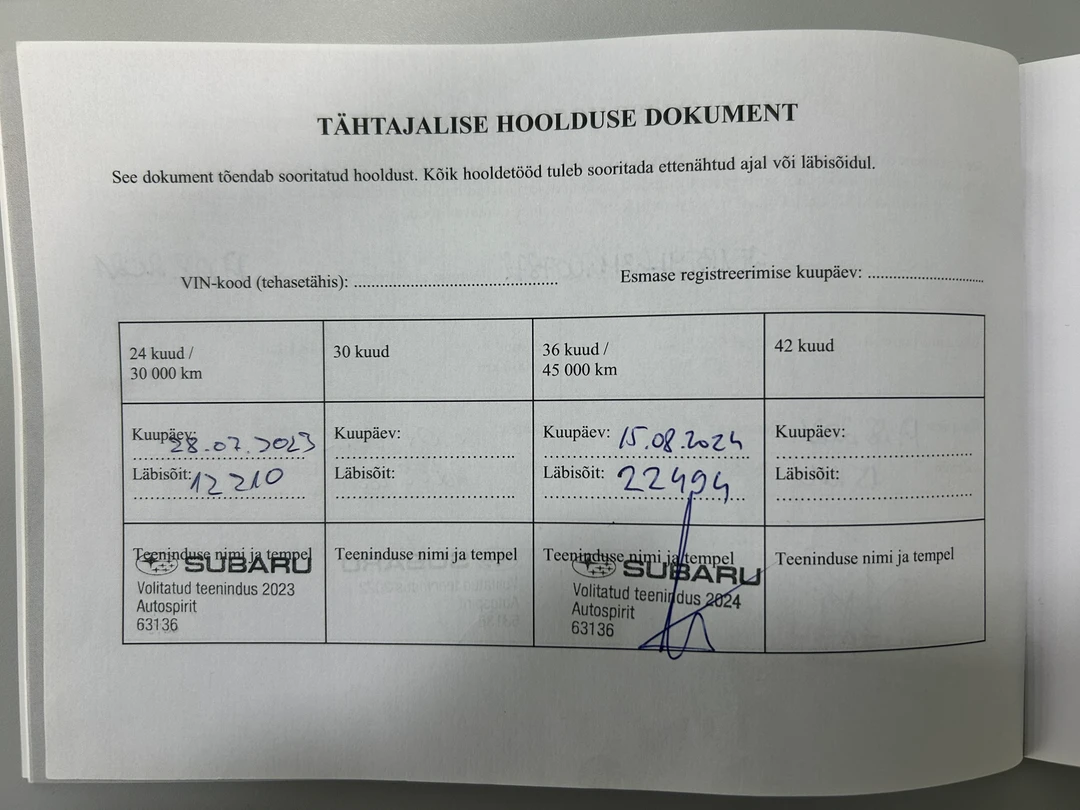 TÄHTAJALISE HOOLDUSE DOKUMENT
See dokument tõendab sooritatud hooldust. Kõik hooldetööd tuleb sooritada ettenähtud ajal või läbisõidul.
VIN-kood (tehasetähis): ................................................
Esmase registreerimise kuupäev: ...........................
24 kuud /
30 000 km
30 kuud
36 kuud /
45 000 km
42 kuud
Kuupäev: 28.07.2023
Läbisõit: 12210
Kuupäev:
Läbisõit:
Kuupäev: 15.08.2024
Läbisõit: 22494
Kuupäev:
Läbisõit:
Teeninduse nimi ja tempel
SUBARU
Volitatud teenindus 2023
Autospirit
63136
Teeninduse nimi ja tempel
Teeninduse nimi ja tempel
SUBARU
Volitatud teenindus 2024
Autospirit
63136
Teeninduse nimi ja tempel